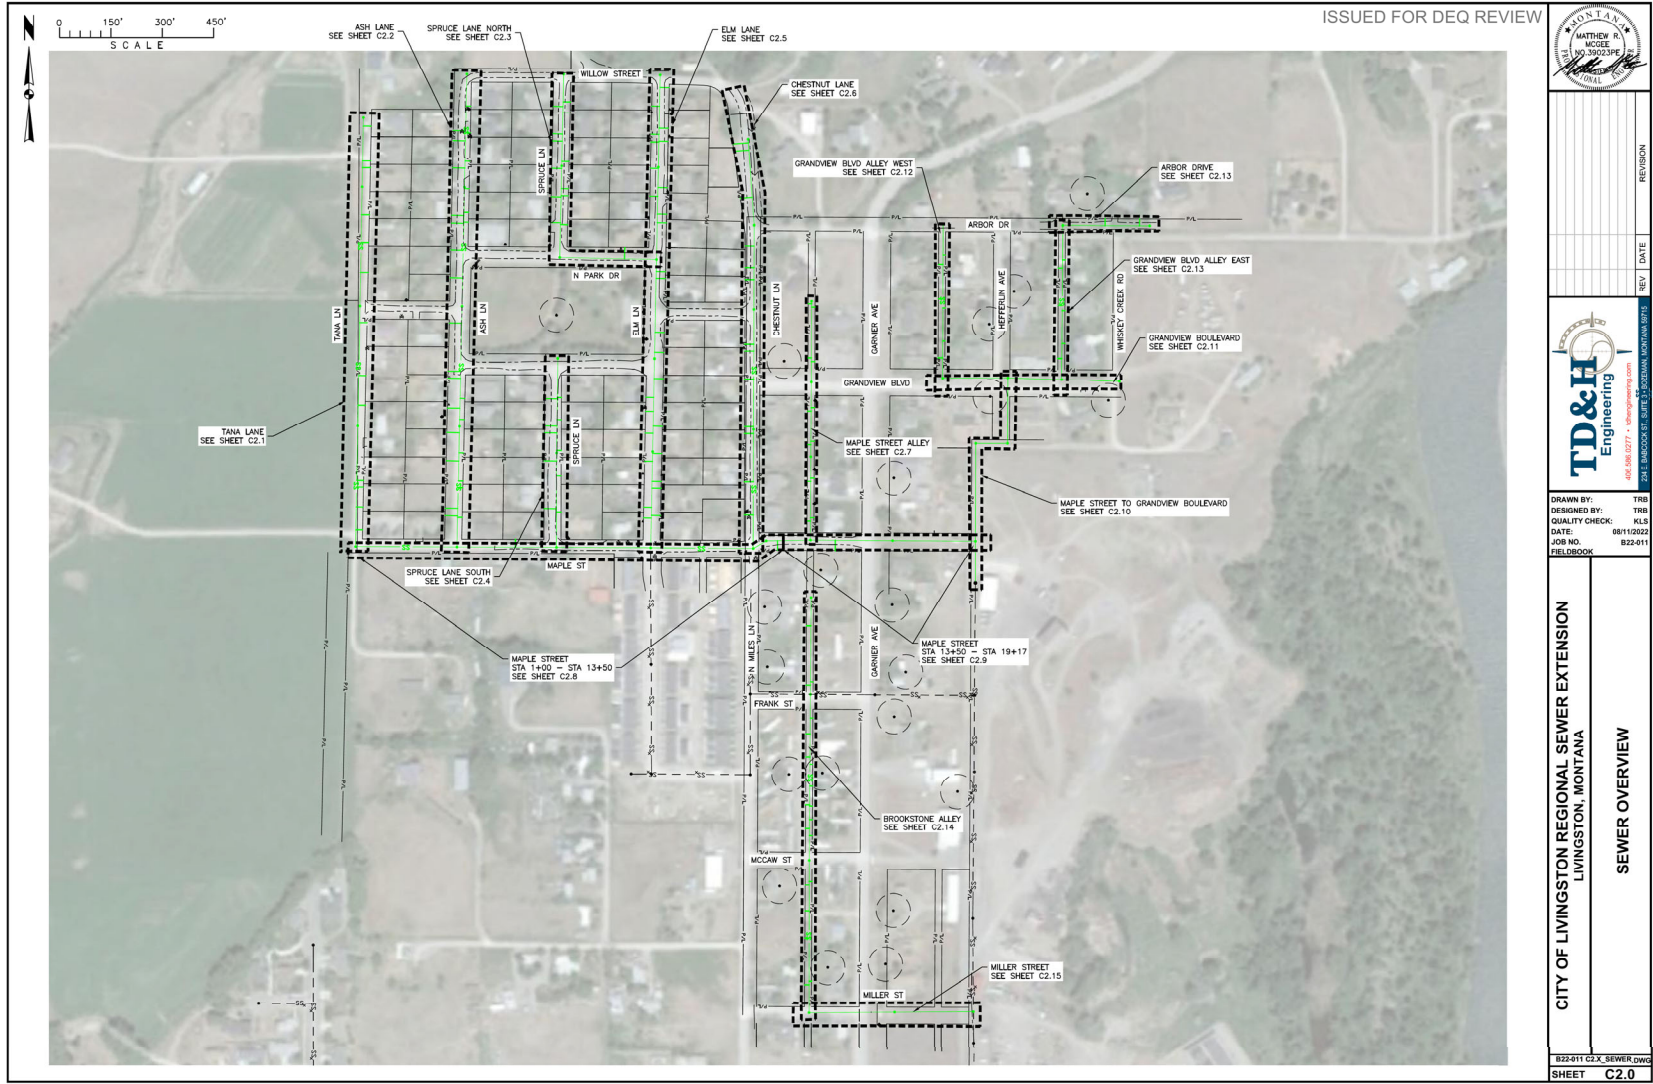 ISSUED FOR DEQ REVIEW
N
0 150' 300' 450'
SCALE
ASH LANE
SEE SHEET C2.2
SPRUCE LANE NORTH
SEE SHEET C2.3
ELM LANE
SEE SHEET C2.5
WILLOW STREET
CHESTNUT LANE
SEE SHEET C2.6
GRANDVIEW BLVD ALLEY WEST
SEE SHEET C2.12
ARBOR DRIVE
SEE SHEET C2.13
SPRUCE LN
ARBOR DR
GRANDVIEW BLVD ALLEY EAST
SEE SHEET C2.13
N PARK DR
TANA LN
ASH LN
ELM LN
CHESTNUT LN
GARNIER AVE
HEFFERLIN AVE
WHISKEY CREEK RD
GRANDVIEW BOULEVARD
SEE SHEET C2.11
GRANDVIEW BLVD
TANA LANE
SEE SHEET C2.1
SPRUCE LN
MAPLE STREET ALLEY
SEE SHEET C2.7
MAPLE STREET TO GRANDVIEW BOULEVARD
SEE SHEET C2.10
SPRUCE LANE SOUTH
SEE SHEET C2.4
MAPLE ST
MAPLE STREET
STA 1+00 - STA 13+50
SEE SHEET C2.8
N MILES LN
GARNIER AVE
MAPLE STREET
STA 13+50 - STA 19+17
SEE SHEET C2.9
FRANK ST
BROOKSTONE ALLEY
SEE SHEET C2.14
MCCAW ST
MILLER STREET
SEE SHEET C2.15
MILLER ST
MONTANA
MATTHEW R.
MCGEE
NO.39023PE
PROFESSIONAL ENGINEER
REV DATE REVISION
TD&H
Engineering
406.586.0277 • tdhengineering.com
234 E. BABCOCK ST., SUITE 3 • BOZEMAN, MONTANA 59715
DRAWN BY: TRB
DESIGNED BY: TRB
QUALITY CHECK: KLS
DATE: 08/11/2022
JOB NO. B22-011
FIELDBOOK
CITY OF LIVINGSTON REGIONAL SEWER EXTENSION
LIVINGSTON, MONTANA
SEWER OVERVIEW
B22-011 C2.X_SEWER.DWG
SHEET C2.0